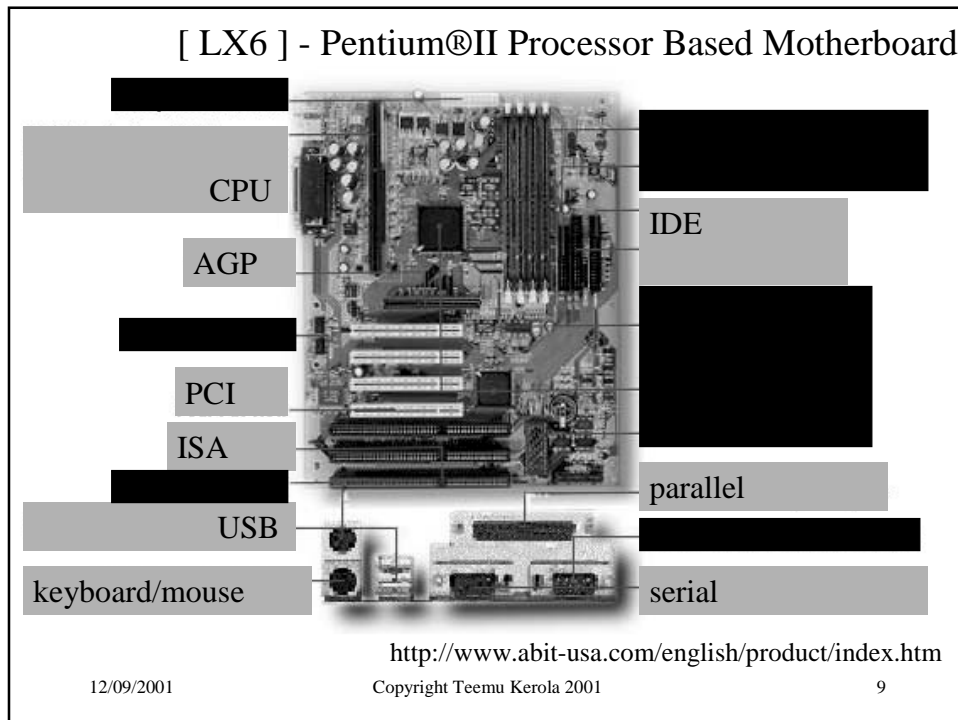 [ LX6 ] - Pentium®II Processor Based Motherboard
CPU
IDE
AGP
PCI
ISA
parallel
USB
keyboard/mouse
serial
http://www.abit-usa.com/english/product/index.htm
12/09/2001
Copyright Teemu Kerola 2001
9